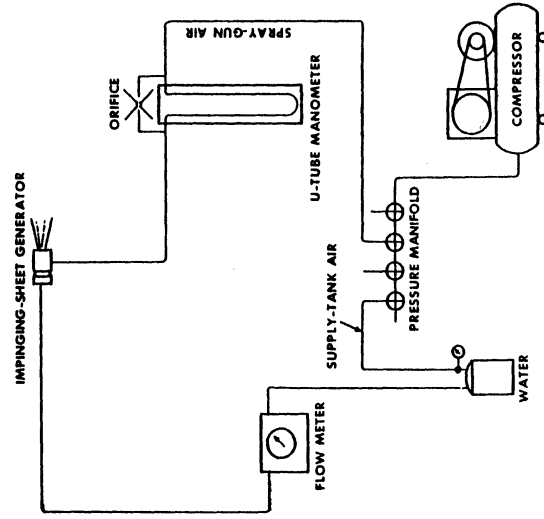 IMPINGING-SHEET GENERATOR
ORIFICE
SPRAY-GUN AIR
U-TUBE MANOMETER
FLOW METER
SUPPLY-TANK AIR
PRESSURE MANIFOLD
WATER
COMPRESSOR